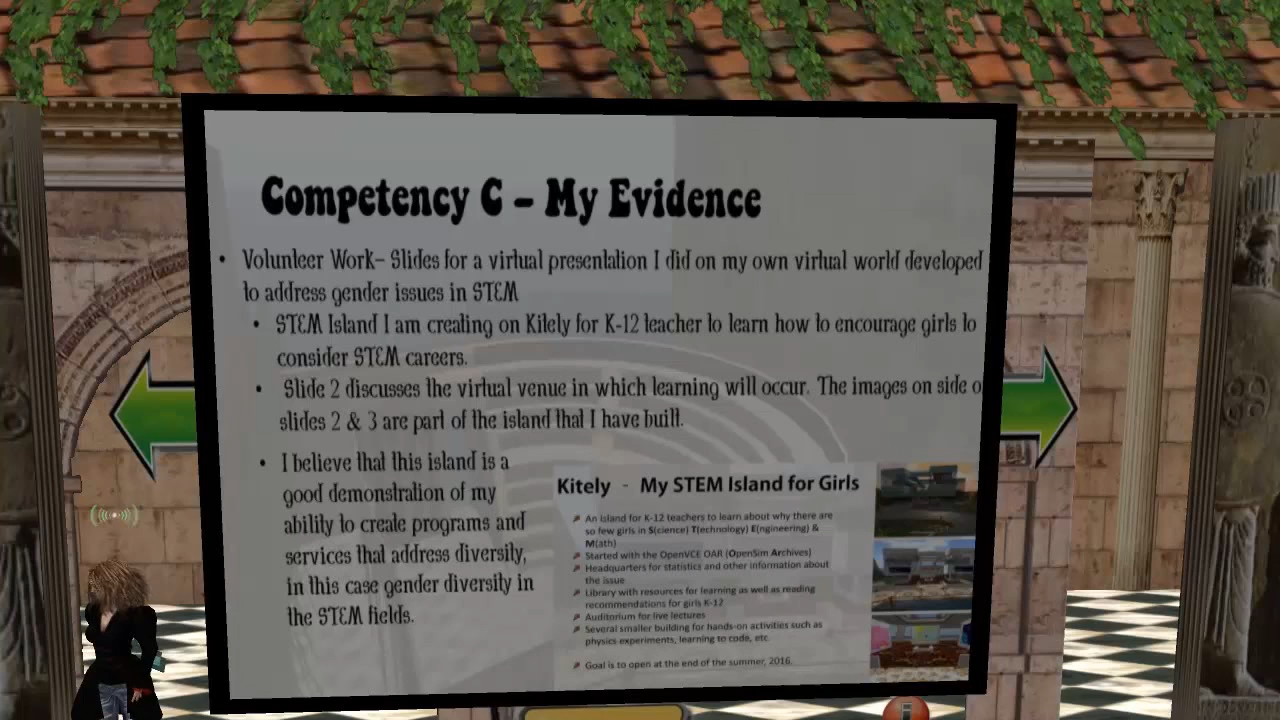 Competency C – My Evidence
• Volunteer Work– Slides for a virtual presentation I did on my own virtual world developed
to address gender issues in STEM
• STEM Island I am creating on Kitely for K-12 teacher to learn how to encourage girls to
consider STEM careers.
• Slide 2 discusses the virtual venue in which learning will occur. The images on side o
slides 2 & 3 are part of the island that I have built.
• I believe that this island is a
good demonstration of my
ability to create programs and
services that address diversity,
in this case gender diversity in
the STEM fields.
Kitely - My STEM Island for Girls
An island for K-12 teachers to learn about why there are
so few girls in S(cience) T(echnology) E(ngineering) &
M(ath)
Started with the OpenVCE OAR (OpenSim Archives)
Headquarters for statistics and other information about
the issue
Library with resources for learning as well as reading
recommendations for girls K-12
Auditorium for live lectures
Several smaller building for hands-on activities such as
physics experiments, learning to code, etc.
Goal is to open at the end of the summer, 2016.